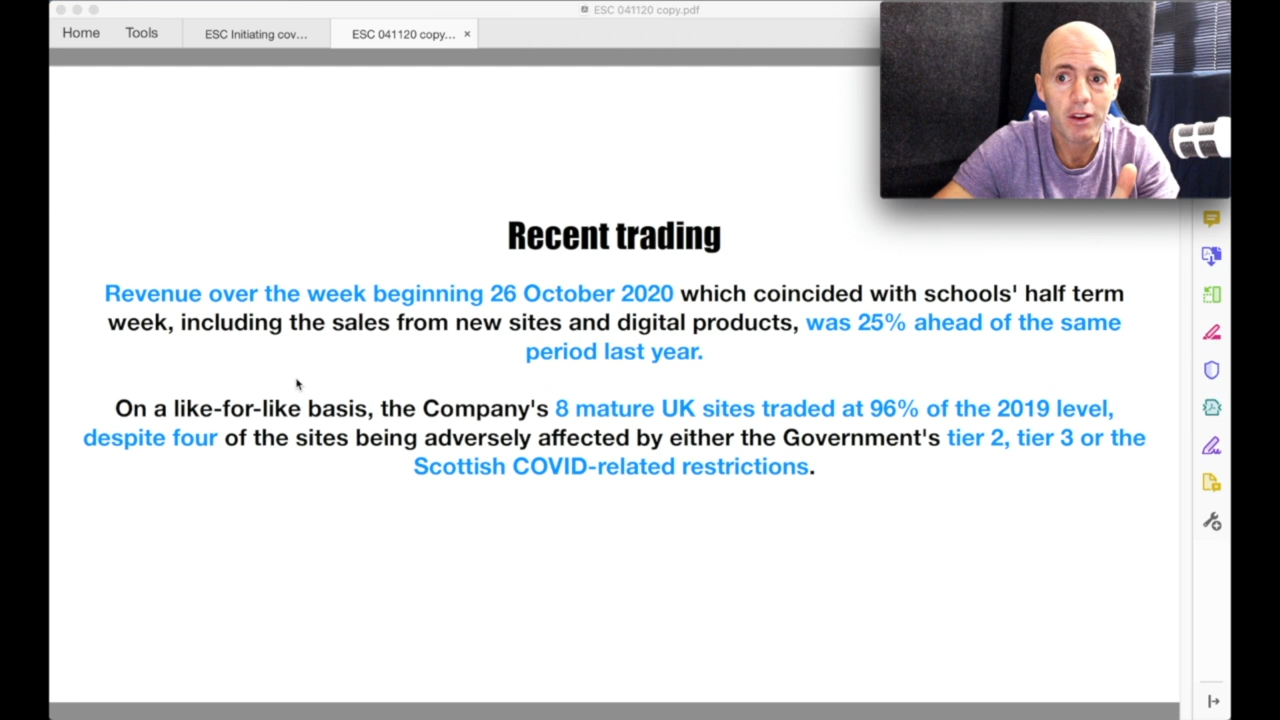 ESC 041120 copy.pdf
Home Tools ESC Initiating cov... ESC 041120 copy... ×
Recent trading
Revenue over the week beginning 26 October 2020 which coincided with schools' half term
week, including the sales from new sites and digital products, was 25% ahead of the same
period last year.
On a like-for-like basis, the Company's 8 mature UK sites traded at 96% of the 2019 level,
despite four of the sites being adversely affected by either the Government's tier 2, tier 3 or the
Scottish COVID-related restrictions.